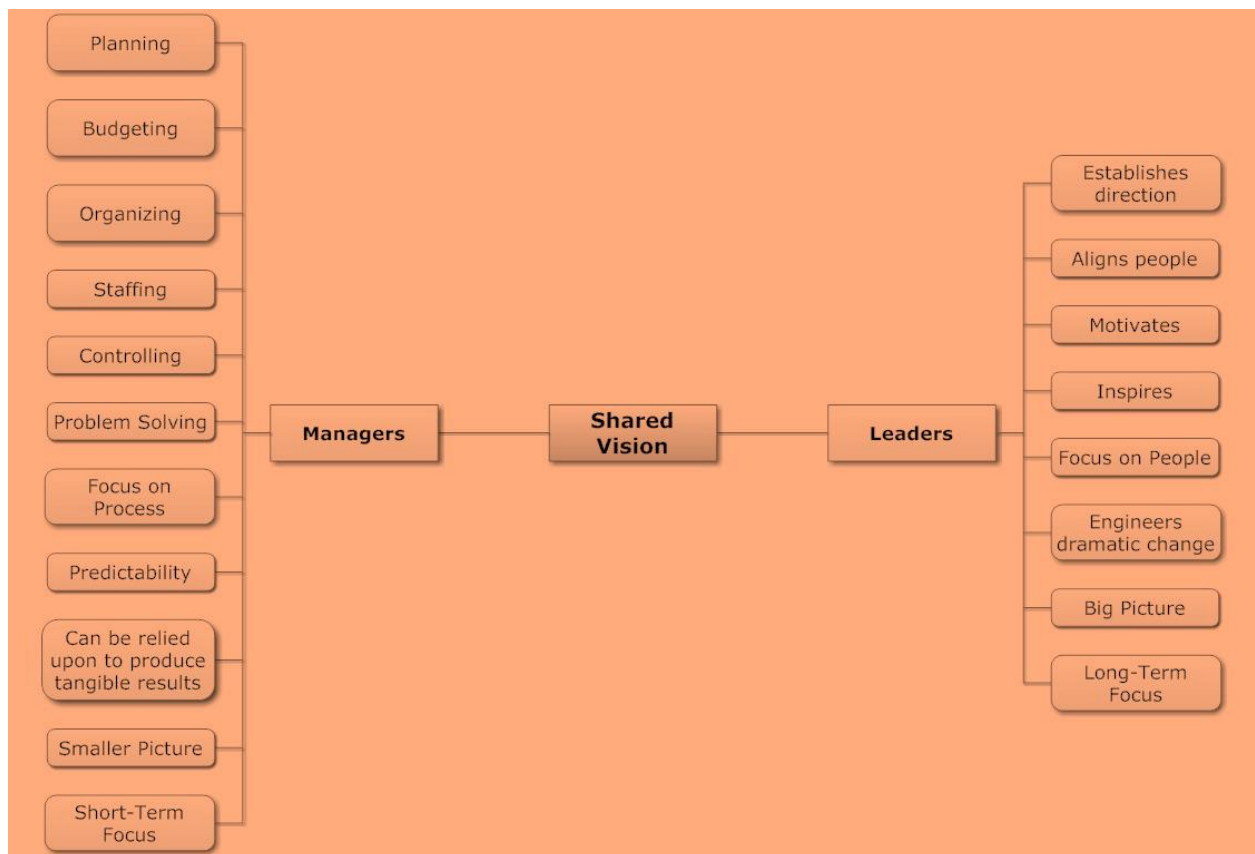 Planning
Budgeting
Organizing
Staffing
Controlling
Problem Solving
Focus on
Process
Predictability
Can be relied
upon to produce
tangible results
Smaller Picture
Short-Term
Focus
Managers
Shared
Vision
Leaders
Establishes
direction
Aligns people
Motivates
Inspires
Focus on People
Engineers
dramatic change
Big Picture
Long-Term
Focus